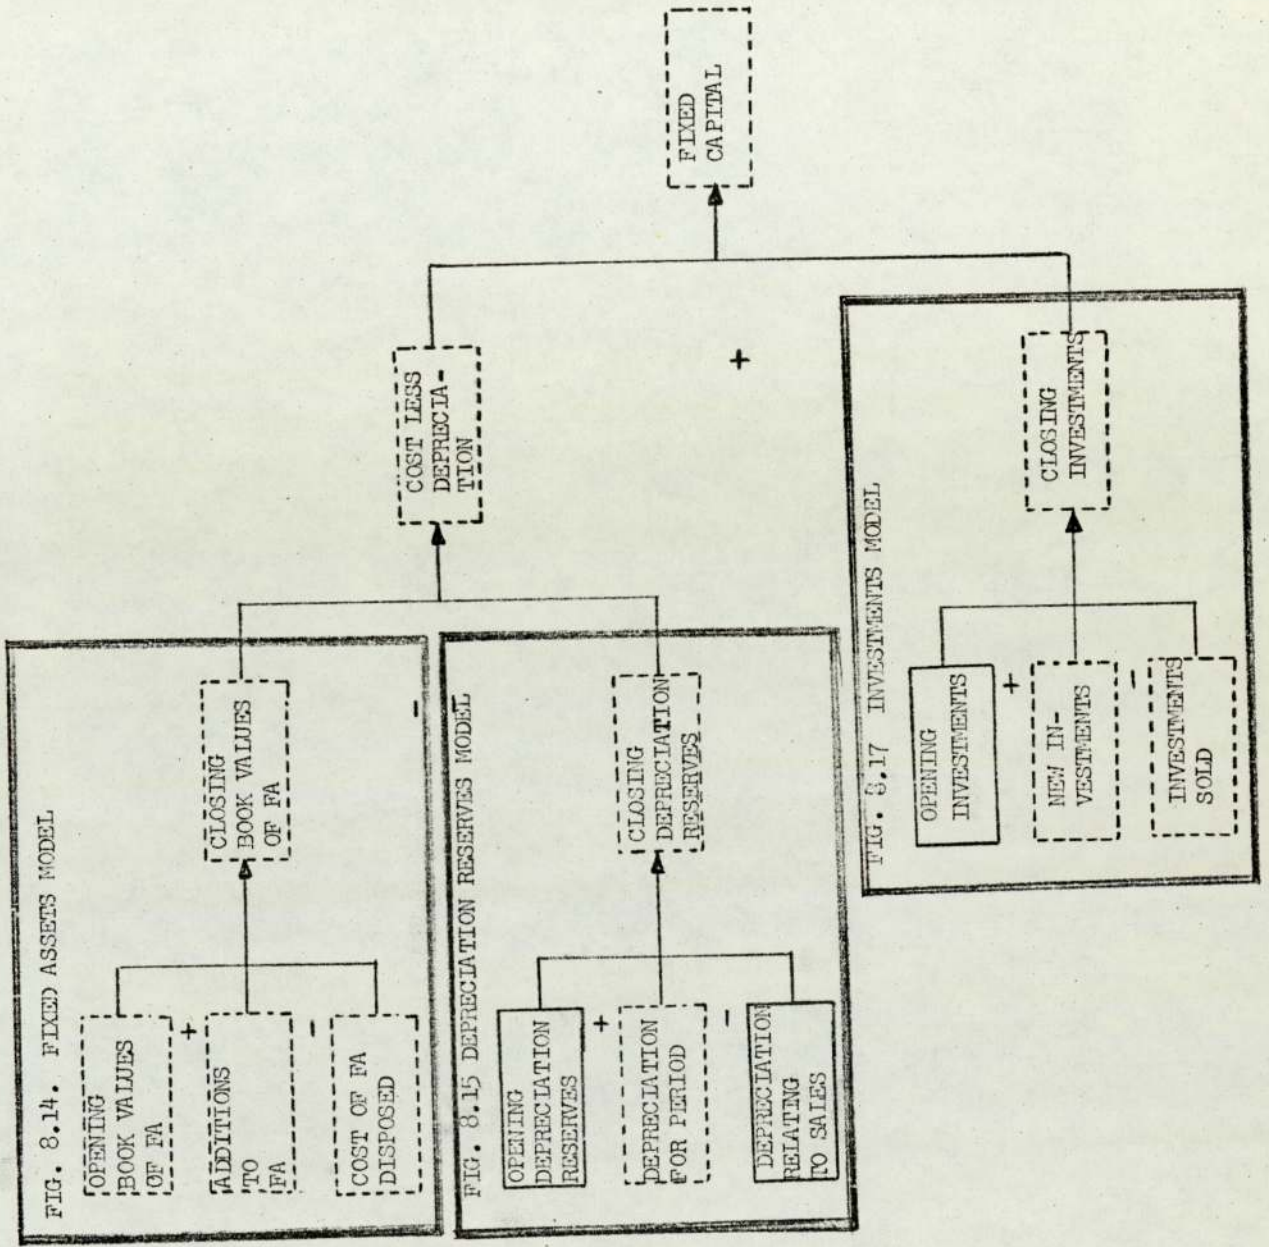 FIG. 8.14. FIXED ASSETS MODEL
OPENING
BOOK VALUES
OF FA
+
ADDITIONS
TO
FA
-
COST OF FA
DISPOSED
CLOSING
BOOK VALUES
OF FA
-
FIG. 8.15 DEPRECIATION RESERVES MODEL
OPENING
DEPRECIATION
RESERVES
+
DEPRECIATION
FOR PERIOD
-
DEPRECIATION
RELATING
TO SALES
CLOSING
DEPRECIATION
RESERVES
COST LESS
DEPRECIA-
TION
+
FIG. 8.17 INVESTMENTS MODEL
OPENING
INVESTMENTS
+
NEW IN-
VESTMENTS
-
INVESTMENTS
SOLD
CLOSING
INVESTMENTS
FIXED
CAPITAL